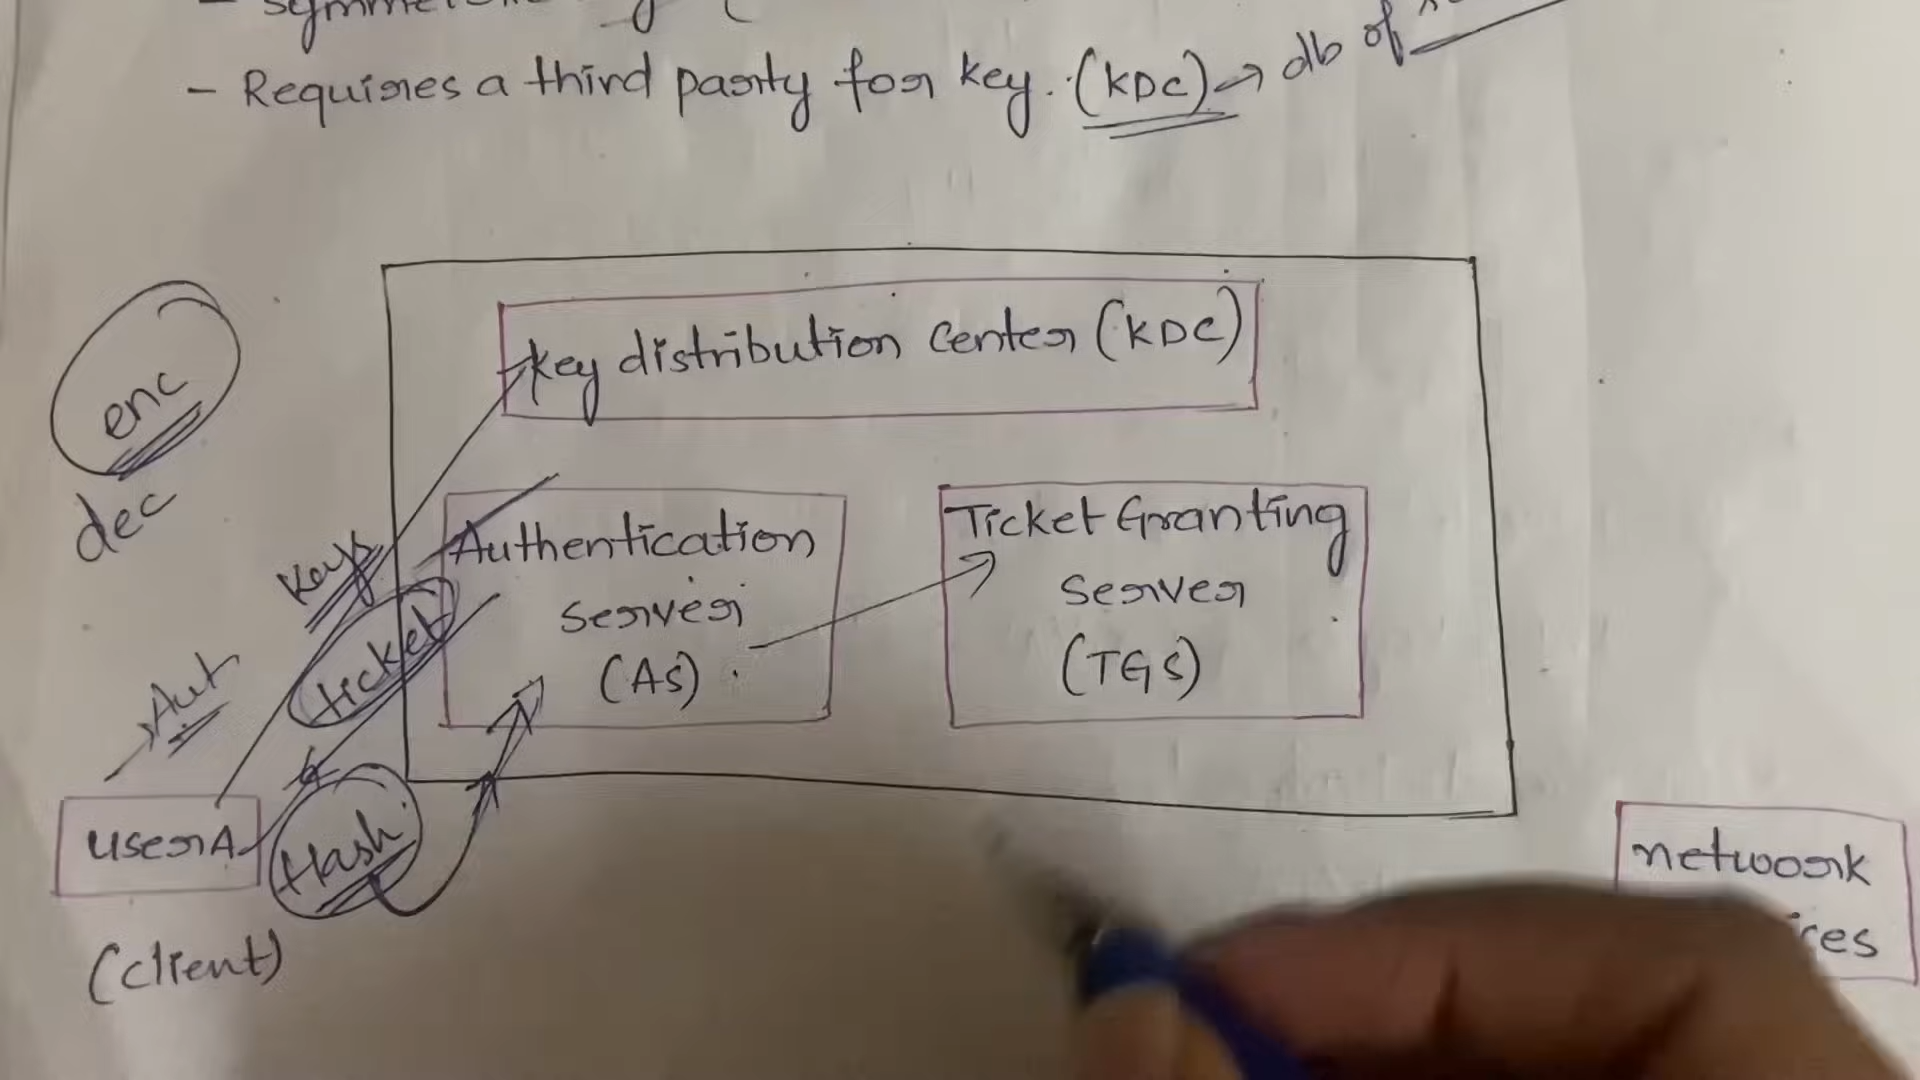 - Requires a third party for key. (KDC) → db of
Key distribution center (KDC)
enc
dec
Authentication
server
(AS)
Ticket Granting
server
(TGS)
Key
ticket
Aut
Hash
user A
(client)
network